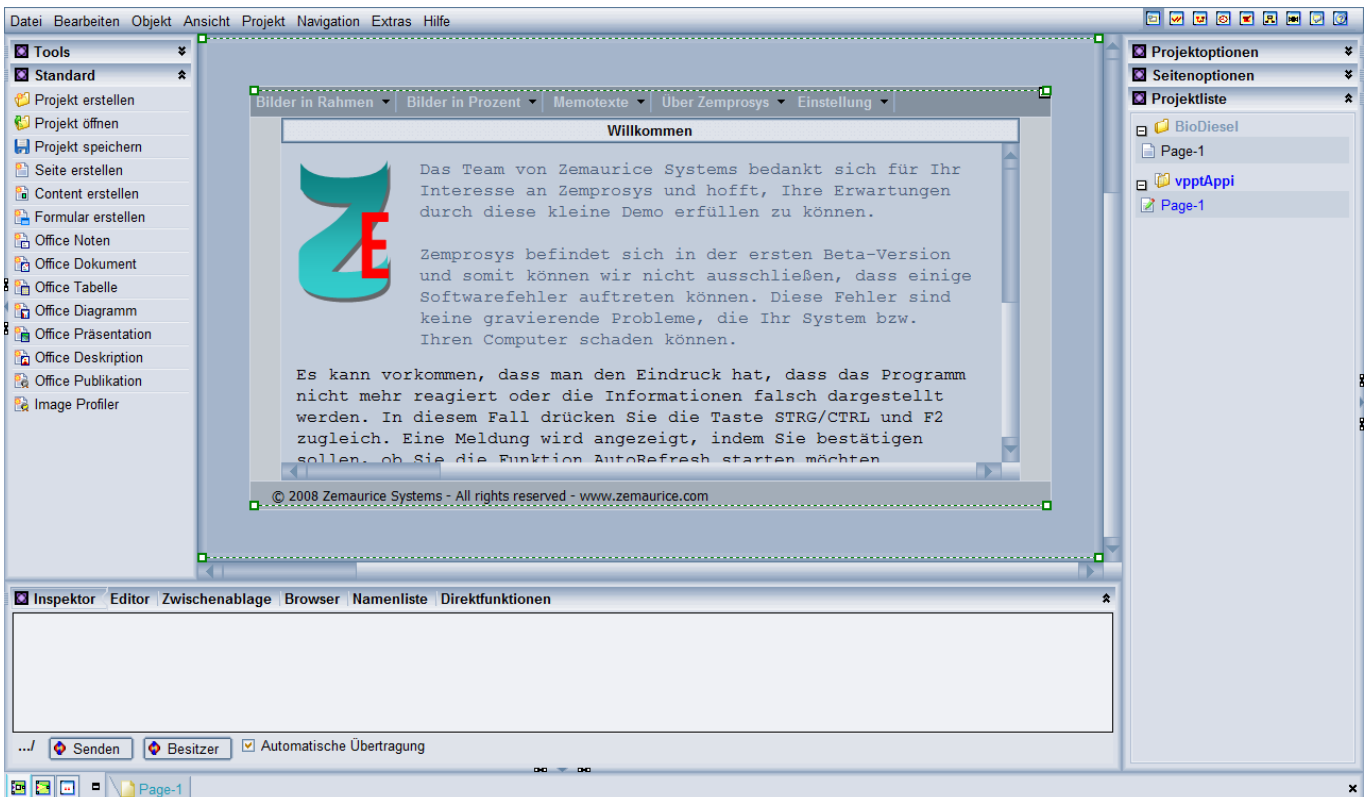 Datei Bearbeiten Objekt Ansicht Projekt Navigation Extras Hilfe
Tools
Standard
Projekt erstellen
Projekt öffnen
Projekt speichern
Seite erstellen
Content erstellen
Formular erstellen
Office Noten
Office Dokument
Office Tabelle
Office Diagramm
Office Präsentation
Office Deskription
Office Publikation
Image Profiler
Bilder in Rahmen Bilder in Prozent Memotexte Über Zemprosys Einstellung
Willkommen
ZE
Das Team von Zemaurice Systems bedankt sich für Ihr
Interesse an Zemprosys und hofft, Ihre Erwartungen
durch diese kleine Demo erfüllen zu können.
Zemprosys befindet sich in der ersten Beta-Version
und somit können wir nicht ausschließen, dass einige
Softwarefehler auftreten können. Diese Fehler sind
keine gravierende Probleme, die Ihr System bzw.
Ihren Computer schaden können.
Es kann vorkommen, dass man den Eindruck hat, dass das Programm
nicht mehr reagiert oder die Informationen falsch dargestellt
werden. In diesem Fall drücken Sie die Taste STRG/CTRL und F2
zugleich. Eine Meldung wird angezeigt, indem Sie bestätigen
sollen, ob Sie die Funktion AutoRefresh starten möchten
© 2008 Zemaurice Systems - All rights reserved - www.zemaurice.com
Projektoptionen
Seitenoptionen
Projektliste
BioDiesel
Page-1
vpptAppi
Page-1
Inspektor Editor Zwischenablage Browser Namenliste Direktfunktionen
.../ Senden Besitzer Automatische Übertragung
Page-1